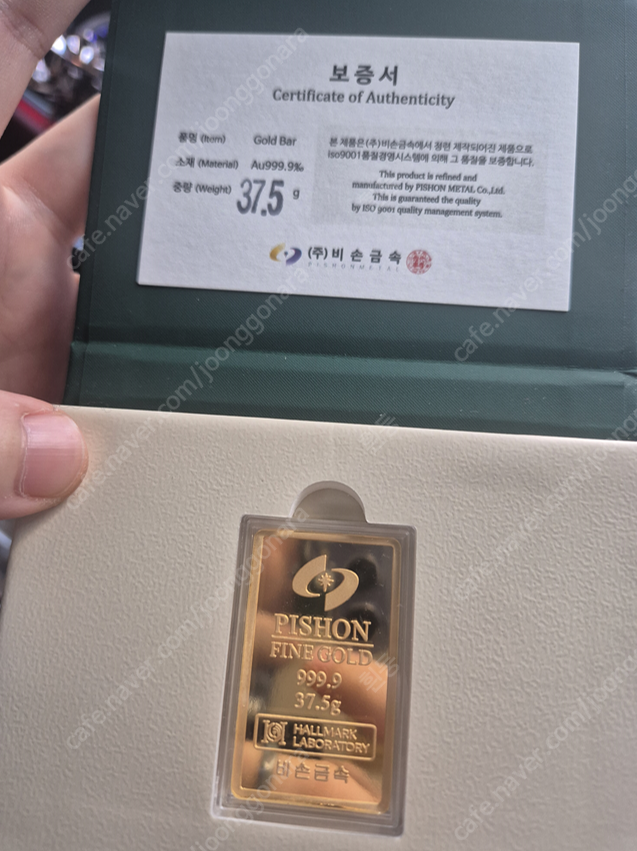 보증서
Certificate of Authenticity
품명 (Item) Gold Bar
소재 (Material) Au999.9‰
중량 (Weight) 37.5 g
본 제품은(주)비손금속에서 정련 제작되어진 제품으로
iso9001품질경영시스템에 의해 그 품질을 보증합니다.
This product is refined and
manufactured by PISHON METAL Co.,Ltd.
This is guaranteed the quality
by ISO 9001 quality management system.
(주)비손금속
PISHONMETAL
PISHON
FINE GOLD
999.9
37.5g
HALLMARK
LABORATORY
비손금속
cafe.naver.com/joonggonara